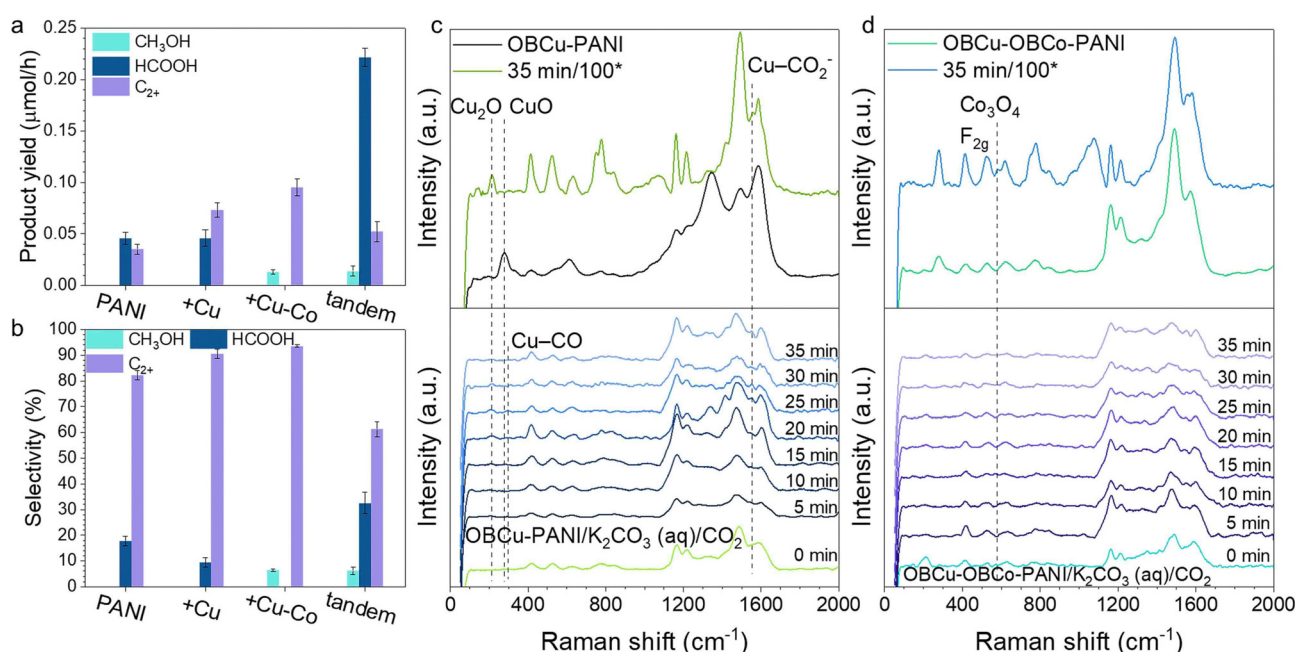 a
CH₃OH
HCOOH
C₂₊
Product yield (μmol/h)
0.25
0.20
0.15
0.10
0.05
0.00
PANI
+Cu
+Cu-Co
tandem
b
CH₃OH
HCOOH
C₂₊
Selectivity (%)
100
90
80
70
60
50
40
30
20
10
0
PANI
+Cu
+Cu-Co
tandem
c
OBCu-PANI
35 min/100*
Cu–CO₂⁻
Cu₂O
CuO
Intensity (a.u.)
Cu–CO
35 min
30 min
25 min
20 min
15 min
10 min
5 min
OBCu-PANI/K₂CO₃ (aq)/CO₂
0 min
Intensity (a.u.)
0 400 800 1200 1600 2000
Raman shift (cm⁻¹)
d
OBCu-OBCo-PANI
35 min/100*
Co₃O₄
F₂g
Intensity (a.u.)
35 min
30 min
25 min
20 min
15 min
10 min
5 min
0 min
OBCu-OBCo-PANI/K₂CO₃ (aq)/CO₂
Intensity (a.u.)
0 400 800 1200 1600 2000
Raman shift (cm⁻¹)